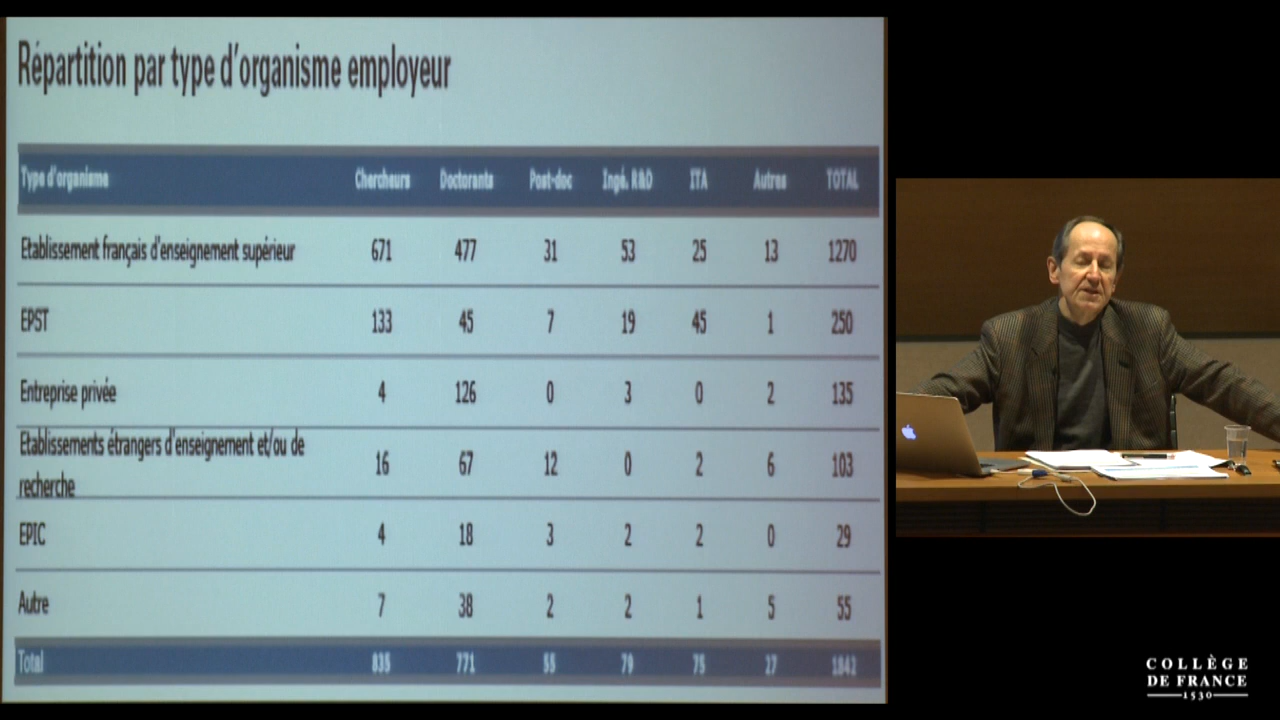 Répartition par type d'organisme employeur
Type d'organisme Chercheurs Doctorants Post-doc Ingé. R&D ITA Autres TOTAL
Etablissement français d'enseignement supérieur 671 477 31 53 25 13 1270
EPST 133 45 7 19 45 1 250
Entreprise privée 4 126 0 3 0 2 135
Etablissements étrangers d'enseignement et/ou de
recherche 16 67 12 0 2 6 103
EPIC 4 18 3 2 2 0 29
Autre 7 38 2 2 1 5 55
Total 835 771 55 79 75 27 1842
COLLÈGE
DE FRANCE
1530